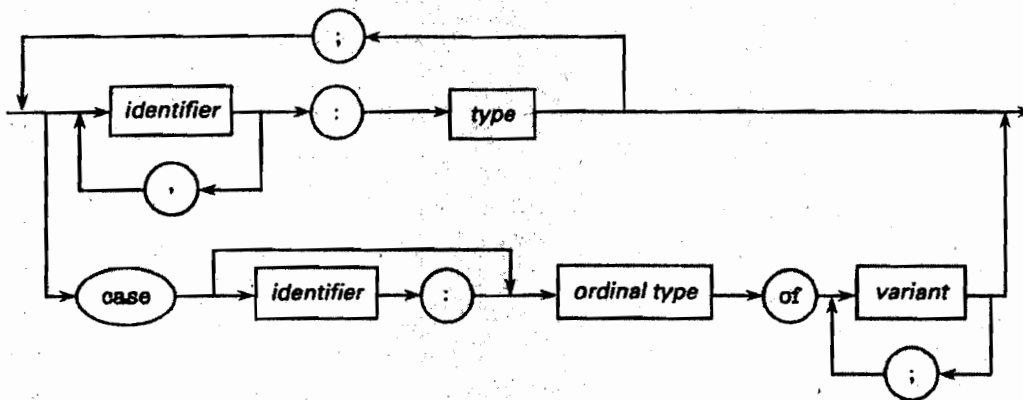 ;
identifier : type
,
case identifier : ordinal type of variant
;